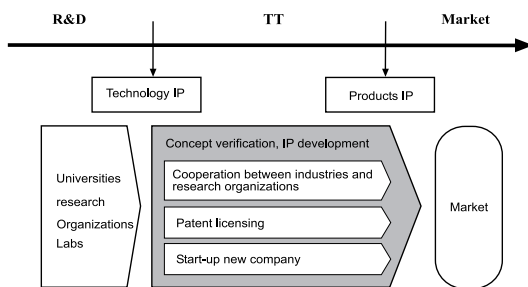 R&D TT Market
Technology IP
Products IP
Universities
research
Organizations
Labs
Concept verification, IP development
Cooperation between industries and
research organizations
Patent licensing
Start-up new company
Market